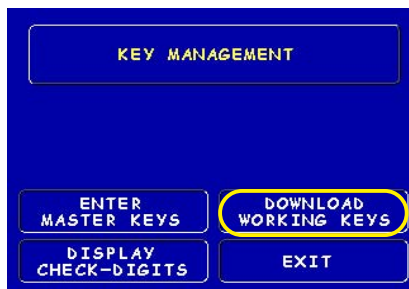 KEY MANAGEMENT
ENTER
MASTER KEYS
DOWNLOAD
WORKING KEYS
DISPLAY
CHECK-DIGITS
EXIT